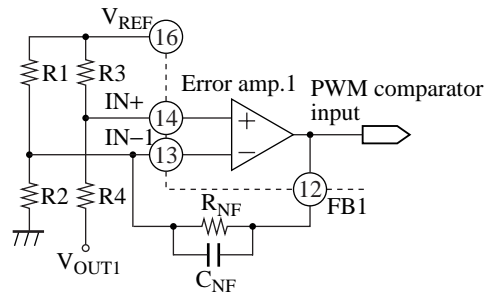 VREF
16
R1
R3
Error amp.1
PWM comparator
input
IN+
14
+
IN−1
13
−
R2
R4
12
FB1
RNF
VOUT1
CNF